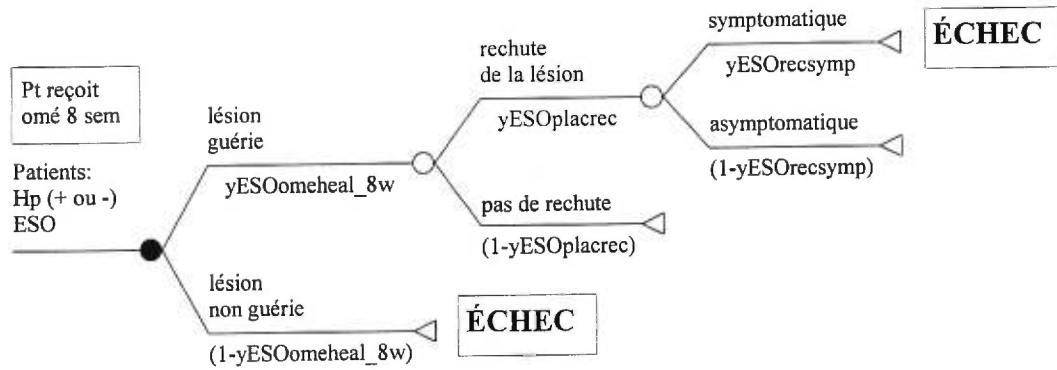 Pt reçoit
omé 8 sem
Patients:
Hp (+ ou -)
ESO
lésion
guérie
yESOomeheal_8w
lésion
non guérie
(1-yESOomeheal_8w)
ÉCHEC
rechute
de la lésion
yESOplacrec
pas de rechute
(1-yESOplacrec)
symptomatique
yESOrecsymp
ÉCHEC
asymptomatique
(1-yESOrecsymp)